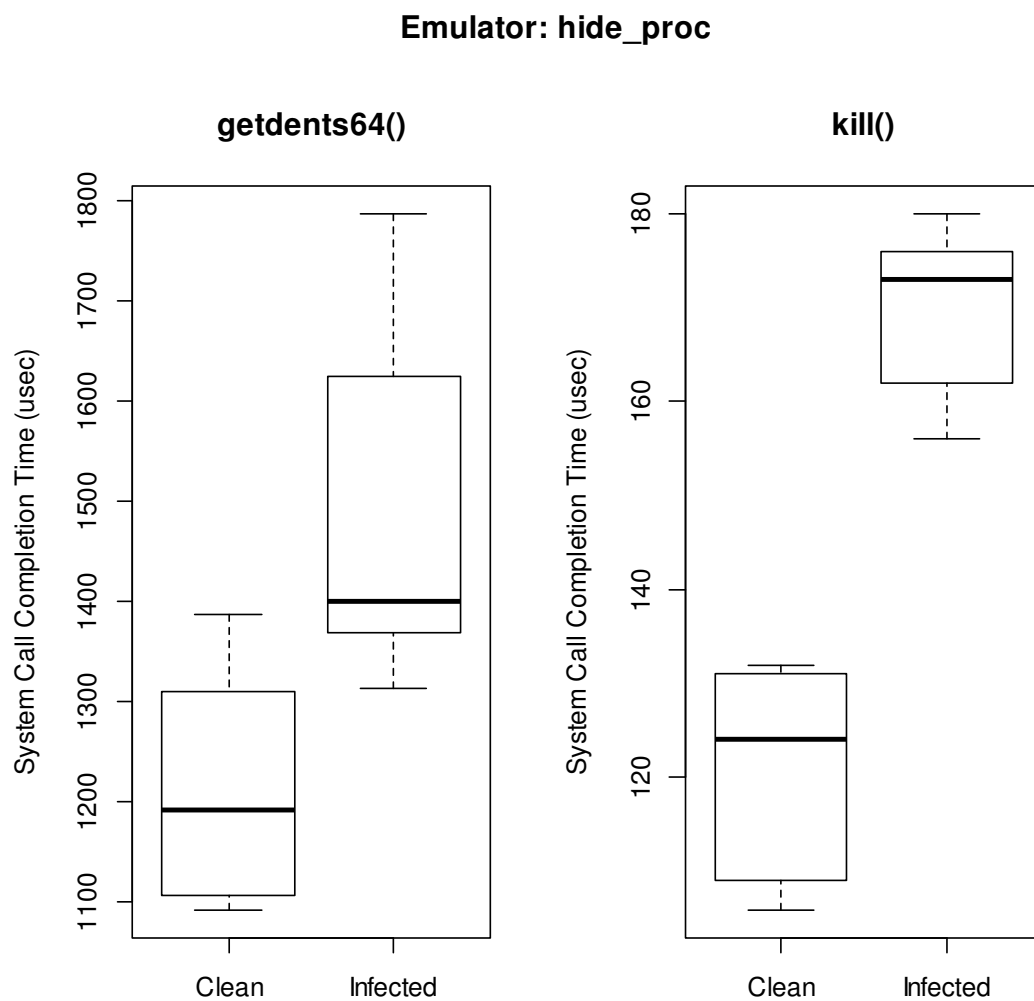 Emulator: hide_proc
getdents64()
System Call Completion Time (usec)
1800
1700
1600
1500
1400
1300
1200
1100
Clean Infected
kill()
System Call Completion Time (usec)
180
160
140
120
Clean Infected